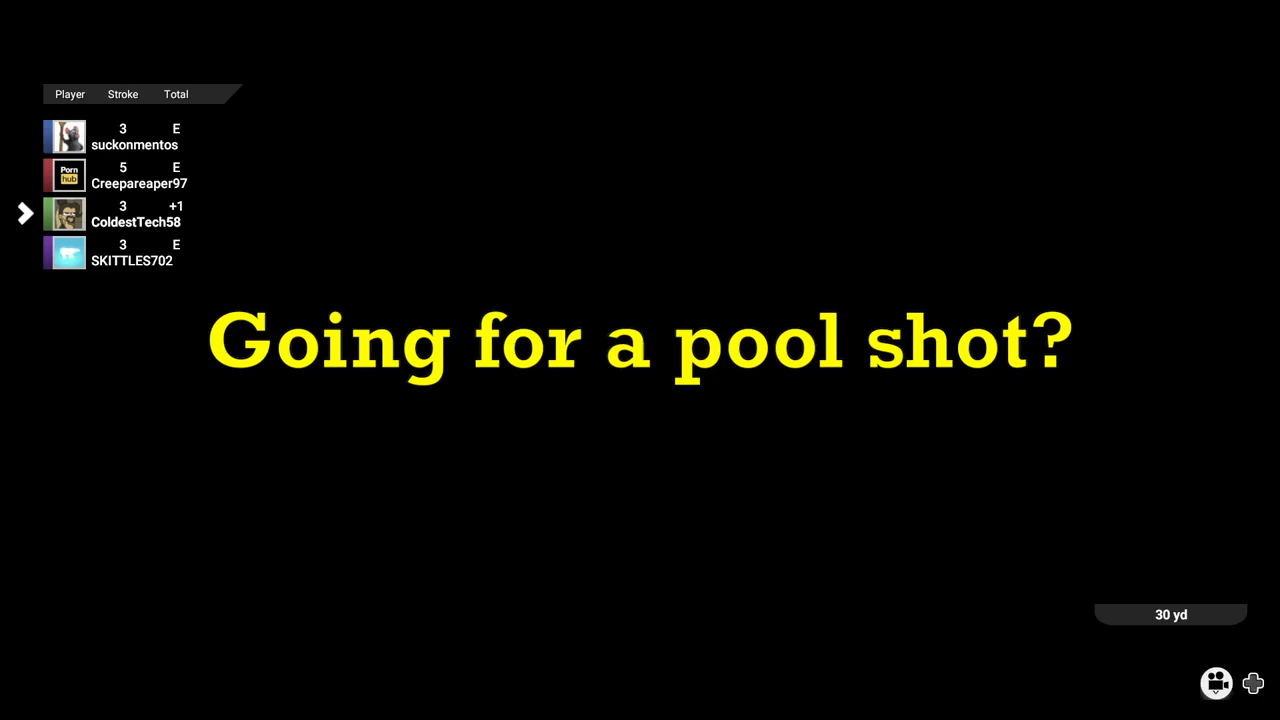 Player Stroke Total
3 E
suckonmentos
Porn
hub
5 E
Creepareaper97
3 +1
ColdestTech58
3 E
SKITTLES702
Going for a pool shot?
30 yd